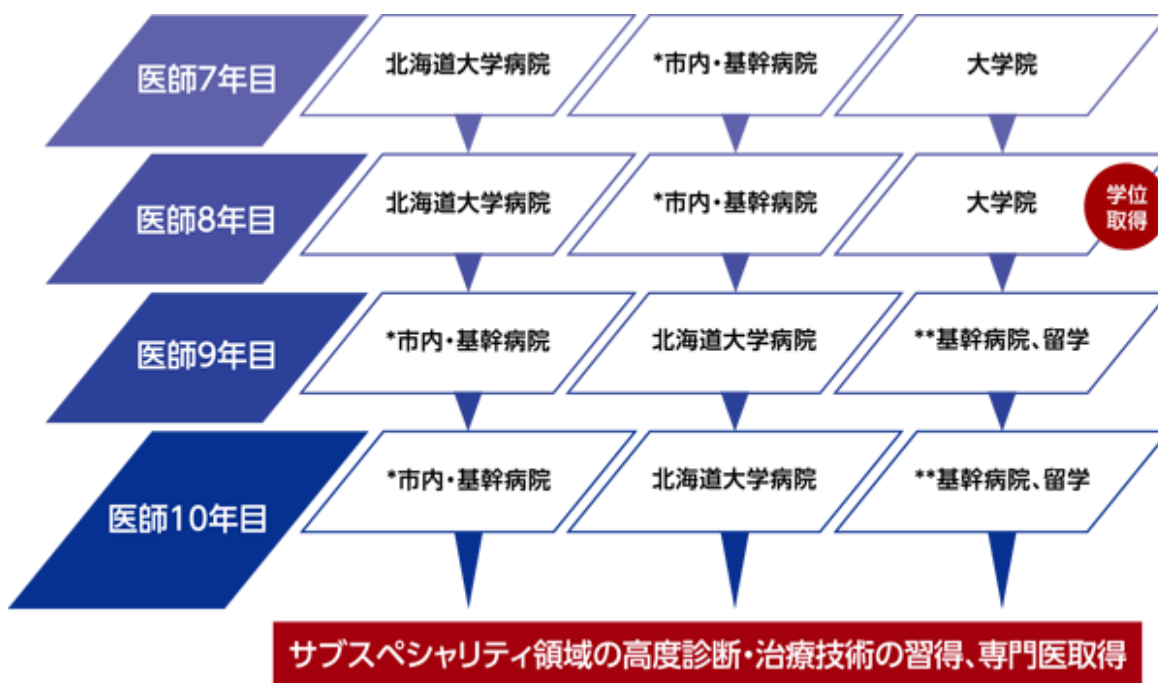 医師7年目
北海道大学病院
*市内・基幹病院
大学院
医師8年目
北海道大学病院
*市内・基幹病院
大学院
学位
取得
医師9年目
*市内・基幹病院
北海道大学病院
**基幹病院、留学
医師10年目
*市内・基幹病院
北海道大学病院
**基幹病院、留学
サブスペシャリティ領域の高度診断・治療技術の習得、専門医取得